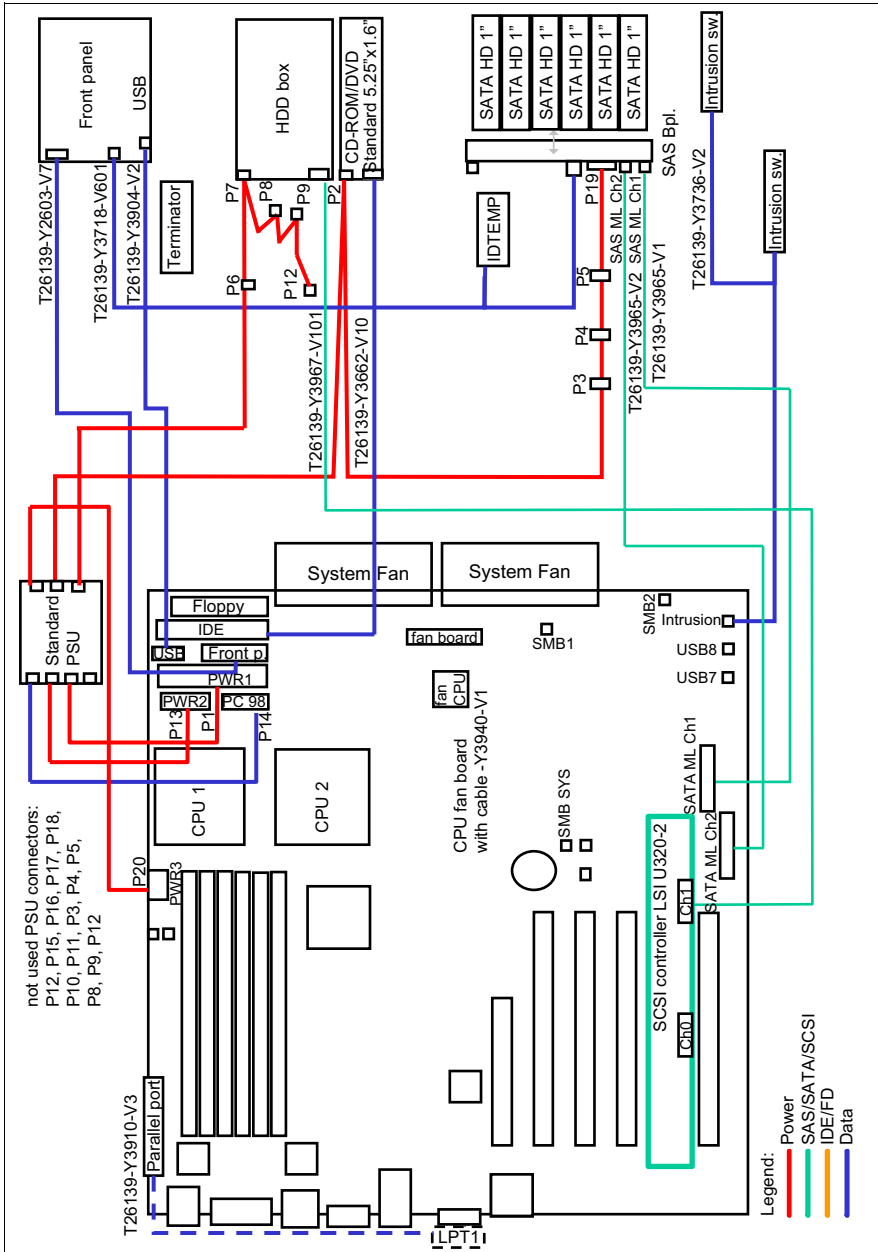 Front panel
USB
T26139-Y2603-V7
T26139-Y3718-V601
T26139-Y3904-V2
Terminator
HDD box
CD-ROM/DVD
Standard 5.25"x1.6"
P7
P8
P9
P2
P6
P12
T26139-Y3967-V101
T26139-Y3662-V10
SATA HD 1"
SATA HD 1"
SATA HD 1"
SATA HD 1"
SATA HD 1"
SATA HD 1"
SAS Bpl.
IDTEMP
P19
SAS ML Ch2
SAS ML Ch1
P5
P4
P3
T26139-Y3965-V2
T26139-Y3965-V1
Intrusion sw.
T26139-Y3736-V2
Intrusion sw.
Standard
PSU
System Fan
System Fan
Floppy
IDE
USB
Front p.
PWR1
PWR2
PC 98
P13
P1
P14
fan board
fan
CPU
SMB1
SMB2
Intrusion
USB8
USB7
not used PSU connectors:
P12, P15, P16, P17, P18,
P10, P11, P3, P4, P5,
P8, P9, P12
CPU 1
CPU 2
CPU fan board
with cable -Y3940-V1
SMB SYS
P20
PWR3
SATA ML Ch1
SATA ML Ch2
SCSI controller LSI U320-2
Ch1
Ch0
T26139-Y3910-V3
Parallel port
LPT1
Legend:
Power
SAS/SATA/SCSI
IDE/FD
Data